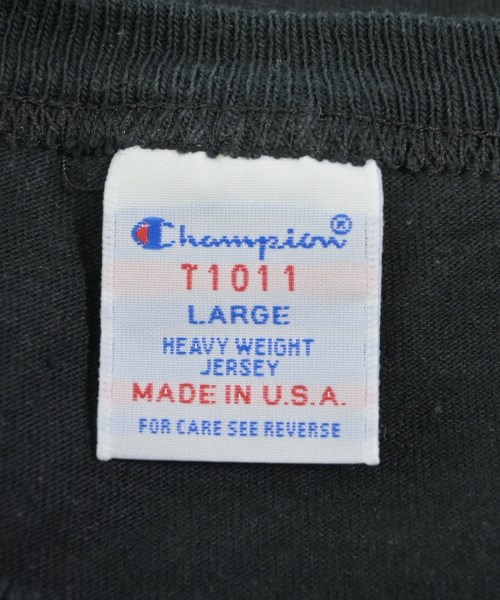 Champion®
T1011
LARGE
HEAVY WEIGHT
JERSEY
MADE IN U.S.A.
FOR CARE SEE REVERSE